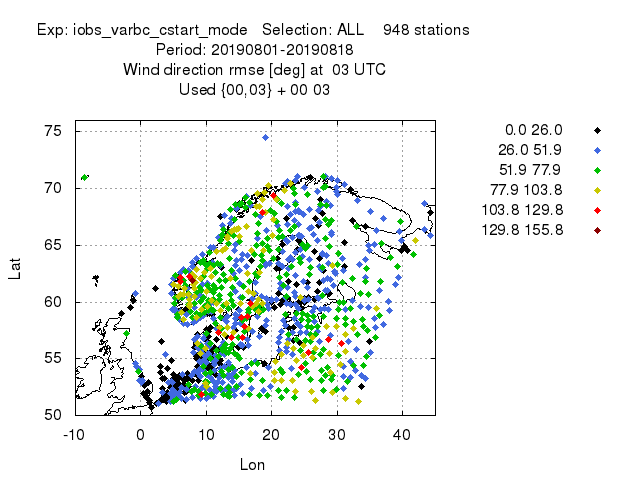 Exp: iobs_varbc_cstart_mode   Selection: ALL    948 stations
Period: 20190801-20190818
Wind direction rmse [deg] at  03 UTC
Used {00,03} + 00 03
0.0 26.0
26.0 51.9
51.9 77.9
77.9 103.8
103.8 129.8
129.8 155.8
75
70
65
60
55
50
Lat
-10 0 10 20 30 40
Lon